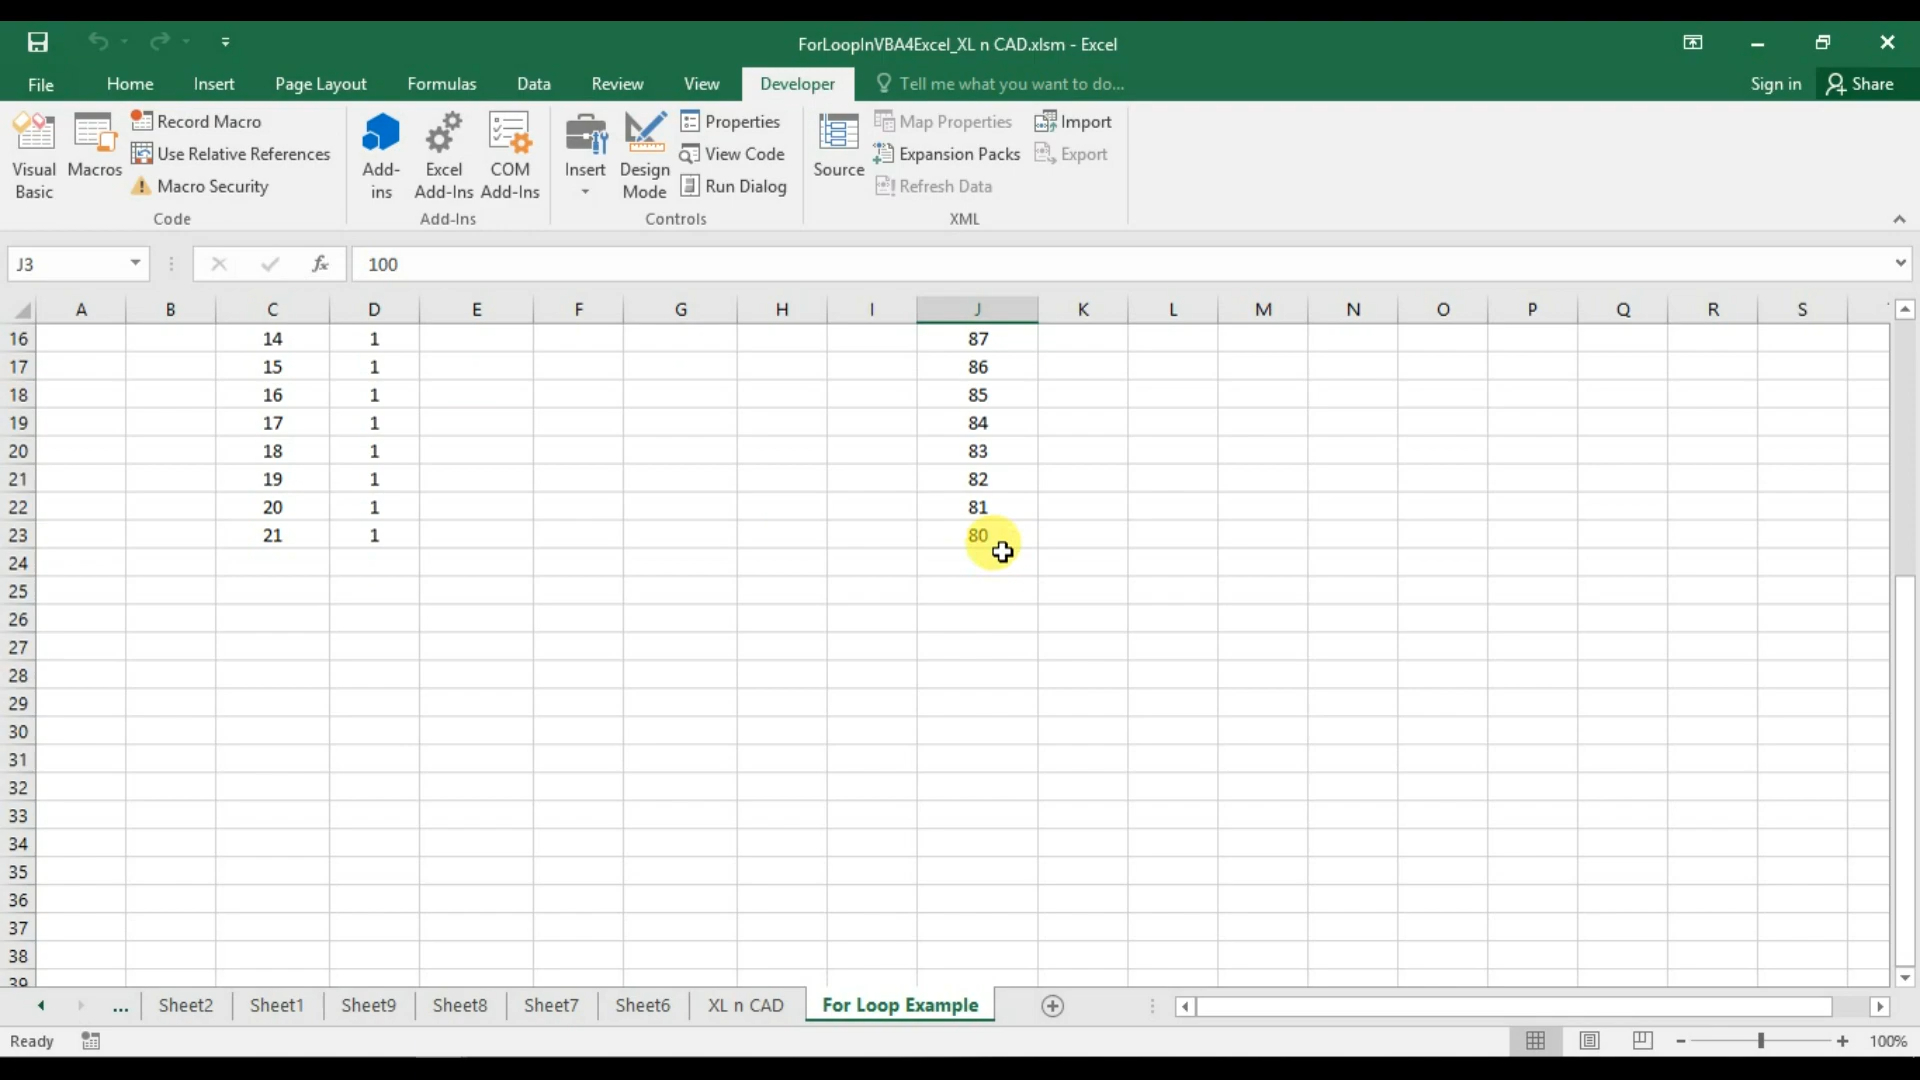 ForLoopInVBA4Excel_XL n CAD.xlsm - Excel
File Home Insert Page Layout Formulas Data Review View Developer Tell me what you want to do... Sign in Share
Visual Basic
Macros
Record Macro
Use Relative References
Macro Security
Code
Add-ins
Excel Add-Ins
COM Add-Ins
Add-Ins
Insert
Design Mode
Properties
View Code
Run Dialog
Controls
Source
Map Properties
Expansion Packs
Refresh Data
Import
Export
XML
J3 fx 100
A B C D E F G H I J K L M N O P Q R S
16 14 1 87
17 15 1 86
18 16 1 85
19 17 1 84
20 18 1 83
21 19 1 82
22 20 1 81
23 21 1 80
24
25
26
27
28
29
30
31
32
33
34
35
36
37
38
39
... Sheet2 Sheet1 Sheet9 Sheet8 Sheet7 Sheet6 XL n CAD For Loop Example
Ready 100%